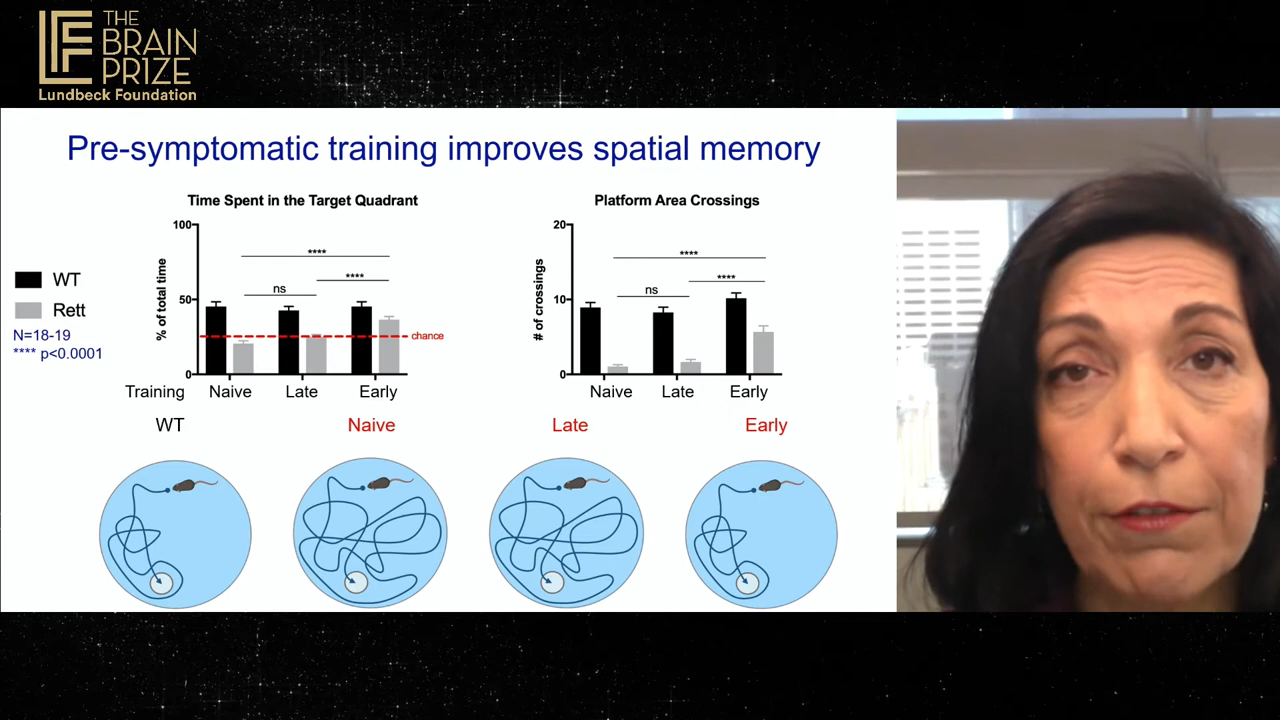 THE
BRAIN
PRIZE
Lundbeck Foundation
Pre-symptomatic training improves spatial memory
WT
Rett
N=18-19
**** p<0.0001
Time Spent in the Target Quadrant
% of total time
100
50
0
****
****
ns
chance
Training Naive Late Early
Platform Area Crossings
# of crossings
20
10
0
****
****
ns
Naive Late Early
WT Naive Late Early